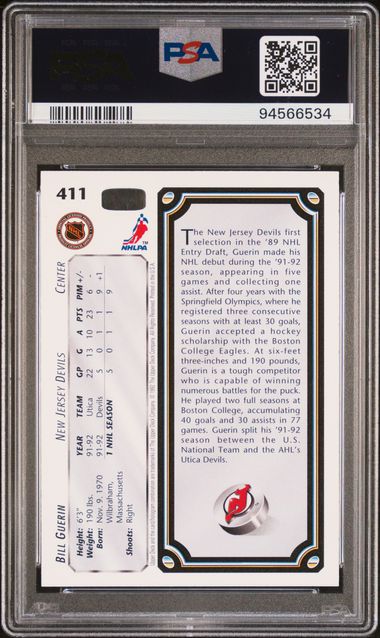 PSA
94566534
411
NHL
NHLPA
TM
The New Jersey Devils first
selection in the '89 NHL
Entry Draft, Guerin made his
NHL debut during the '91-92
season, appearing in five
games and collecting one
assist. After four years with the
Springfield Olympics, where he
registered three consecutive
seasons with at least 30 goals,
Guerin accepted a hockey
scholarship with the Boston
College Eagles. At six-feet
three-inches and 190 pounds,
Guerin is a tough competitor
who is capable of winning
numerous battles for the puck.
He played two full seasons at
Boston College, accumulating
40 goals and 30 assists in 77
games. Guerin split his '91-92
season between the U.S.
National Team and the AHL's
Utica Devils.
BILL GUERIN NEW JERSEY DEVILS CENTER
Height: 6'3"
Weight: 190 lbs.
Born: Nov. 9, 1970
Wilbraham,
Massachusetts
Shoots: Right
YEAR TEAM GP G A PTS PIM +/-
91-92 Utica 22 13 10 23 6 -
91-92 Devils 5 0 1 1 9 +1
1 NHL SEASON 5 0 1 1 9